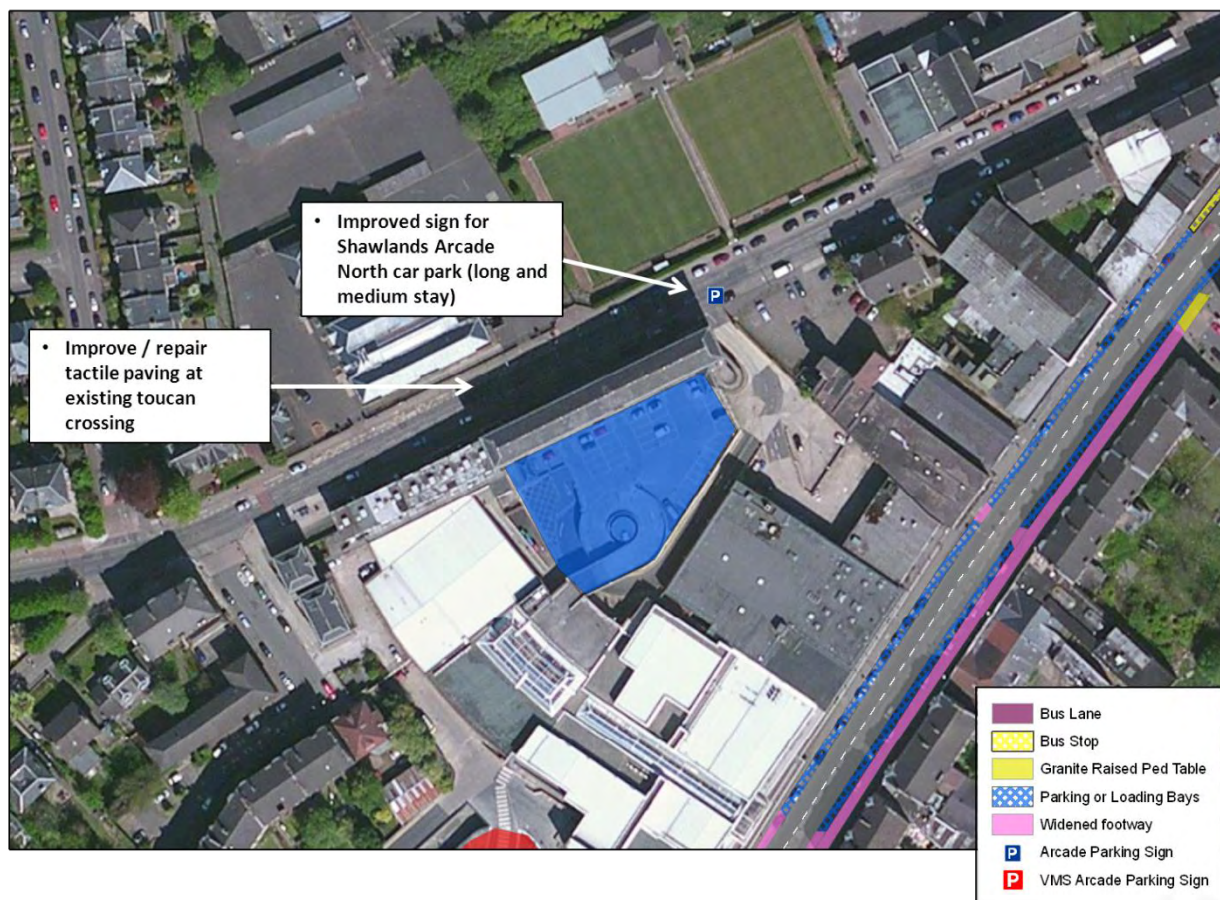 • Improved sign for
Shawlands Arcade
North car park (long and
medium stay)
P
• Improve / repair
tactile paving at
existing toucan
crossing
Bus Lane
Bus Stop
Granite Raised Ped Table
Parking or Loading Bays
Widened footway
P Arcade Parking Sign
P VMS Arcade Parking Sign